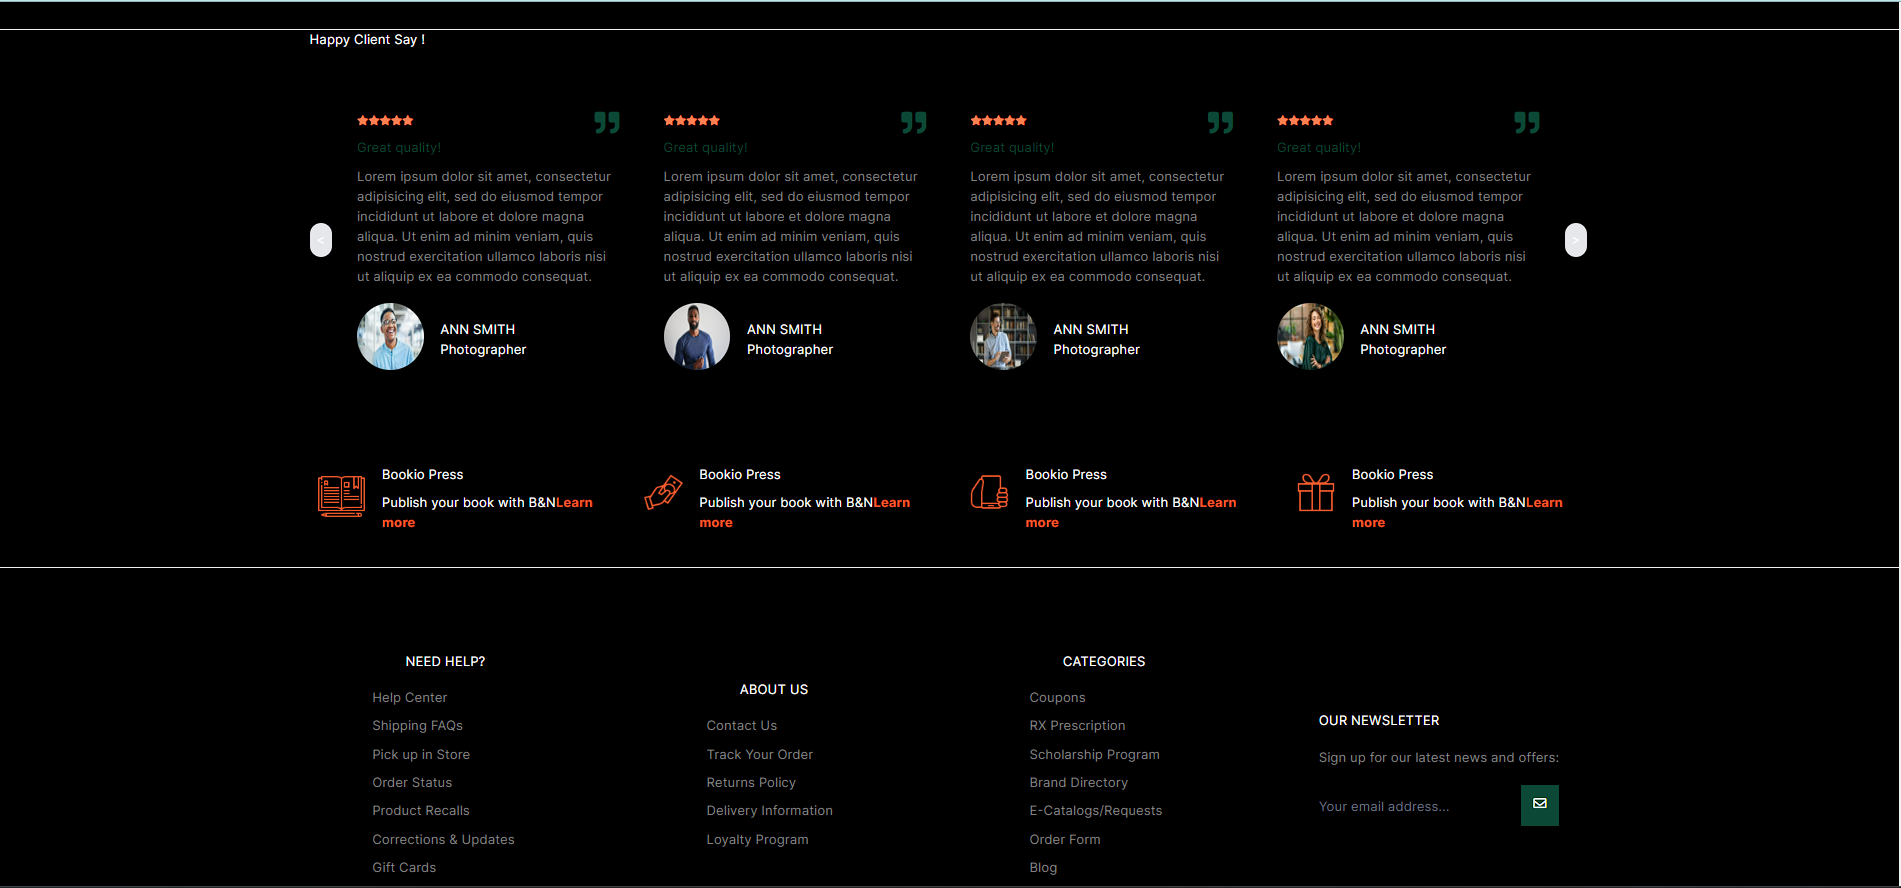 Happy Client Say !
Great quality!
Lorem ipsum dolor sit amet, consectetur
adipisicing elit, sed do eiusmod tempor
incididunt ut labore et dolore magna
aliqua. Ut enim ad minim veniam, quis
nostrud exercitation ullamco laboris nisi
ut aliquip ex ea commodo consequat.
ANN SMITH
Photographer
Great quality!
Lorem ipsum dolor sit amet, consectetur
adipisicing elit, sed do eiusmod tempor
incididunt ut labore et dolore magna
aliqua. Ut enim ad minim veniam, quis
nostrud exercitation ullamco laboris nisi
ut aliquip ex ea commodo consequat.
ANN SMITH
Photographer
Great quality!
Lorem ipsum dolor sit amet, consectetur
adipisicing elit, sed do eiusmod tempor
incididunt ut labore et dolore magna
aliqua. Ut enim ad minim veniam, quis
nostrud exercitation ullamco laboris nisi
ut aliquip ex ea commodo consequat.
ANN SMITH
Photographer
Great quality!
Lorem ipsum dolor sit amet, consectetur
adipisicing elit, sed do eiusmod tempor
incididunt ut labore et dolore magna
aliqua. Ut enim ad minim veniam, quis
nostrud exercitation ullamco laboris nisi
ut aliquip ex ea commodo consequat.
ANN SMITH
Photographer
<
>
Bookio Press
Publish your book with B&NLearn
more
Bookio Press
Publish your book with B&NLearn
more
Bookio Press
Publish your book with B&NLearn
more
Bookio Press
Publish your book with B&NLearn
more
NEED HELP?
Help Center
Shipping FAQs
Pick up in Store
Order Status
Product Recalls
Corrections & Updates
Gift Cards
ABOUT US
Contact Us
Track Your Order
Returns Policy
Delivery Information
Loyalty Program
CATEGORIES
Coupons
RX Prescription
Scholarship Program
Brand Directory
E-Catalogs/Requests
Order Form
Blog
OUR NEWSLETTER
Sign up for our latest news and offers:
Your email address...